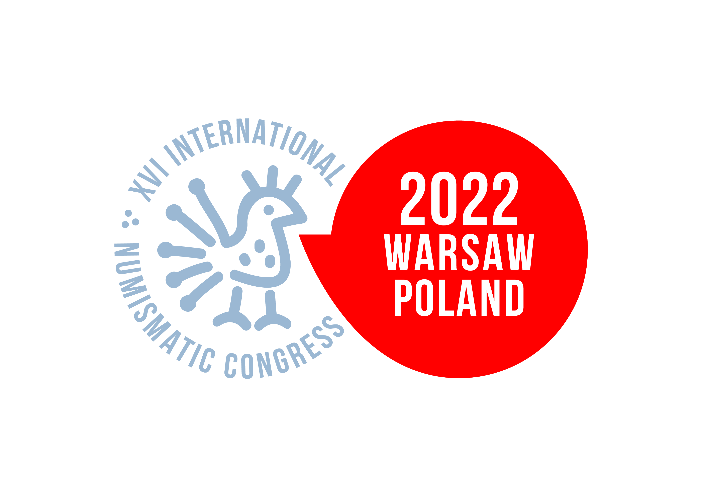 XVI INTERNATIONAL
NUMISMATIC CONGRESS
2022
WARSAW
POLAND